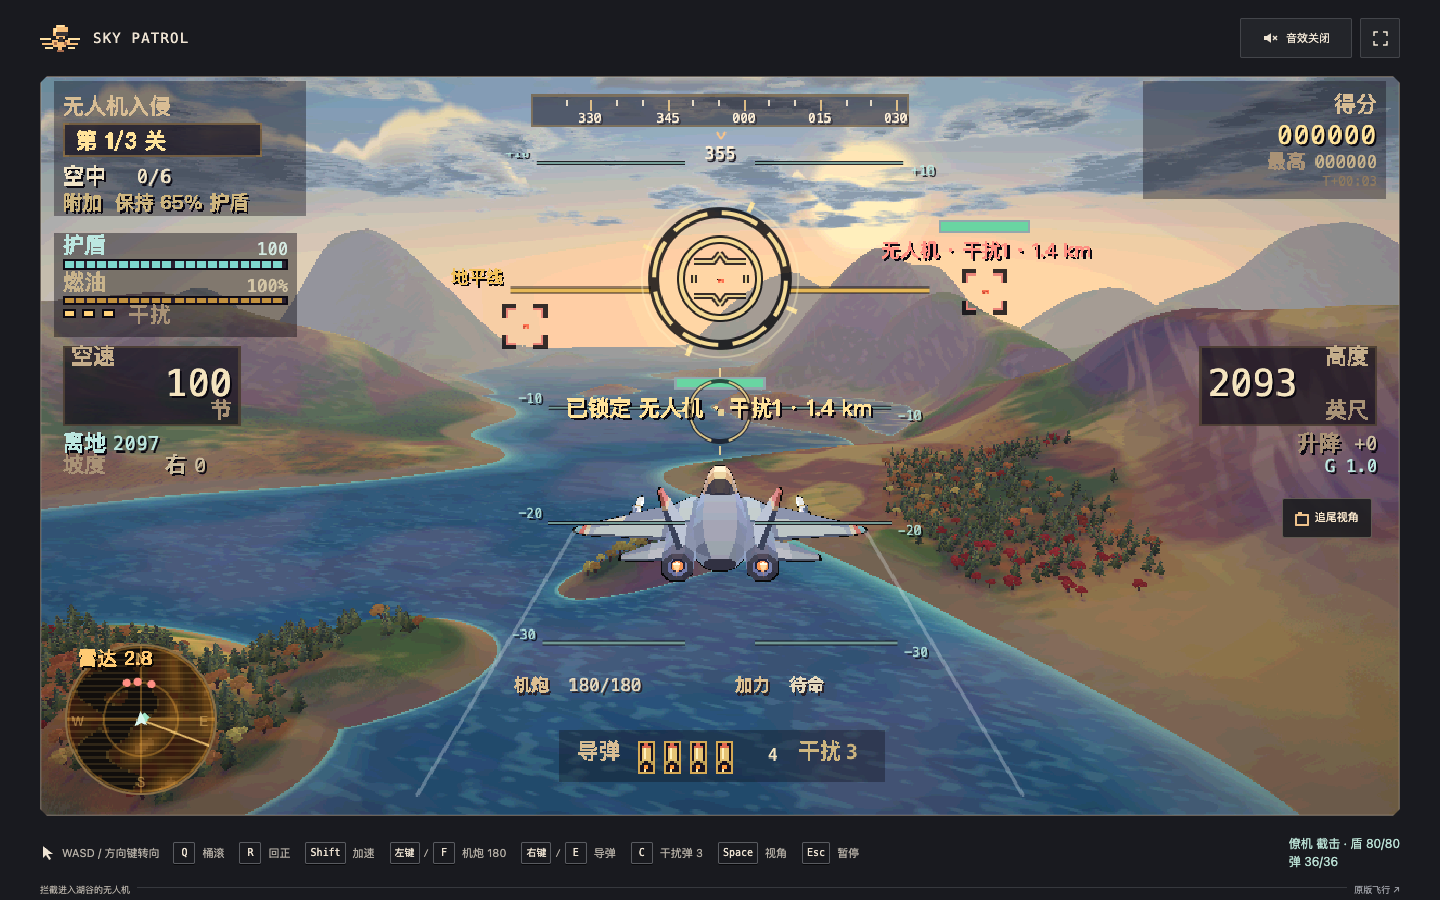 SKY PATROL
音效关闭
无人机入侵
第 1/3 关
空中 0/6
附加 保持 65% 护盾
护盾 100
燃油 100%
干扰
空速
100
节
离地 2097
坡度 右 0
330 345 000 015 030
355
+10 +10
地平线
得分
000000
最高 000000
T+00:03
无人机 · 干扰1 · 1.4 km
已锁定 无人机 · 干扰1 · 1.4 km
-10 -10
-20 -20
-30 -30
高度
2093
英尺
升降 +0
G 1.0
追尾视角
雷达 2.8
N
W E
S
机炮 180/180 加力 待命
导弹 4 干扰 3
WASD / 方向键转向 Q 桶滚 R 回正 Shift 加速 左键 / F 机炮 180 右键 / E 导弹 C 干扰弹 3 Space 视角 Esc 暂停
僚机 截击 · 盾 80/80
弹 36/36
拦截进入湖谷的无人机
原版飞行 ↗